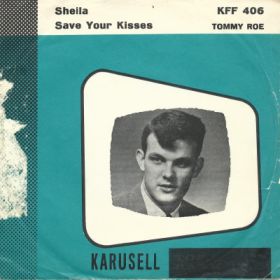 Sheila
Save Your Kisses
KFF 406
TOMMY ROE
KARUSELL